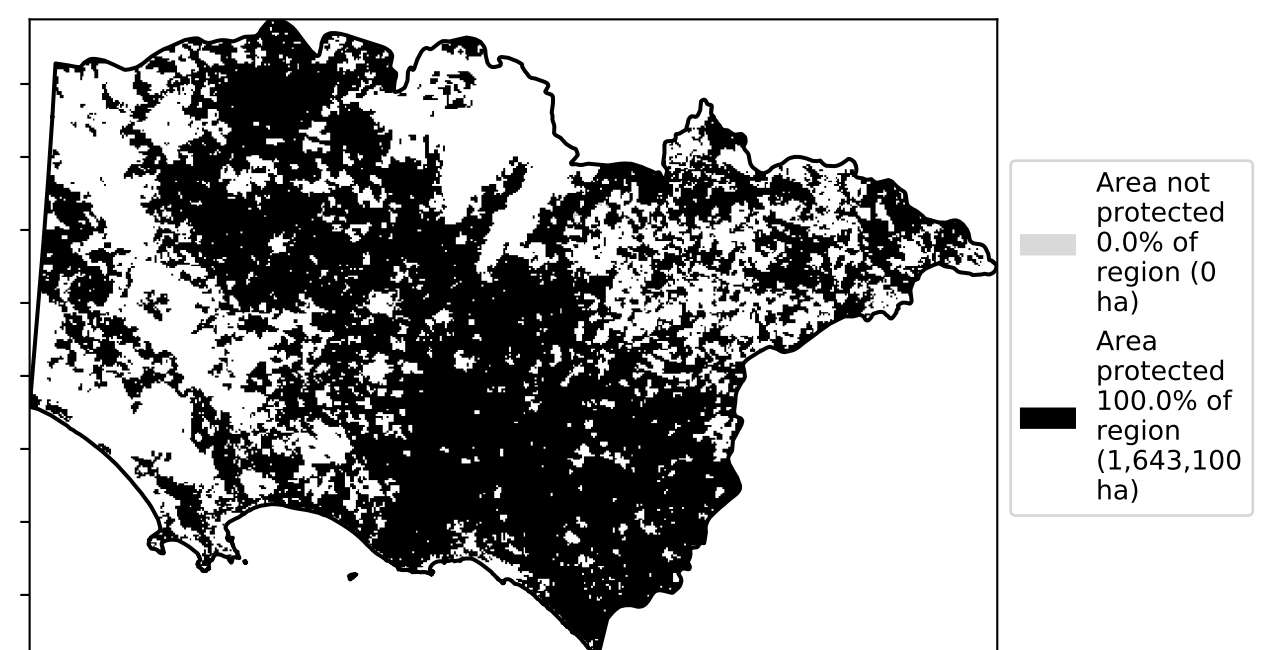 Area not
protected
0.0% of
region (0
ha)
Area
protected
100.0% of
region
(1,643,100
ha)